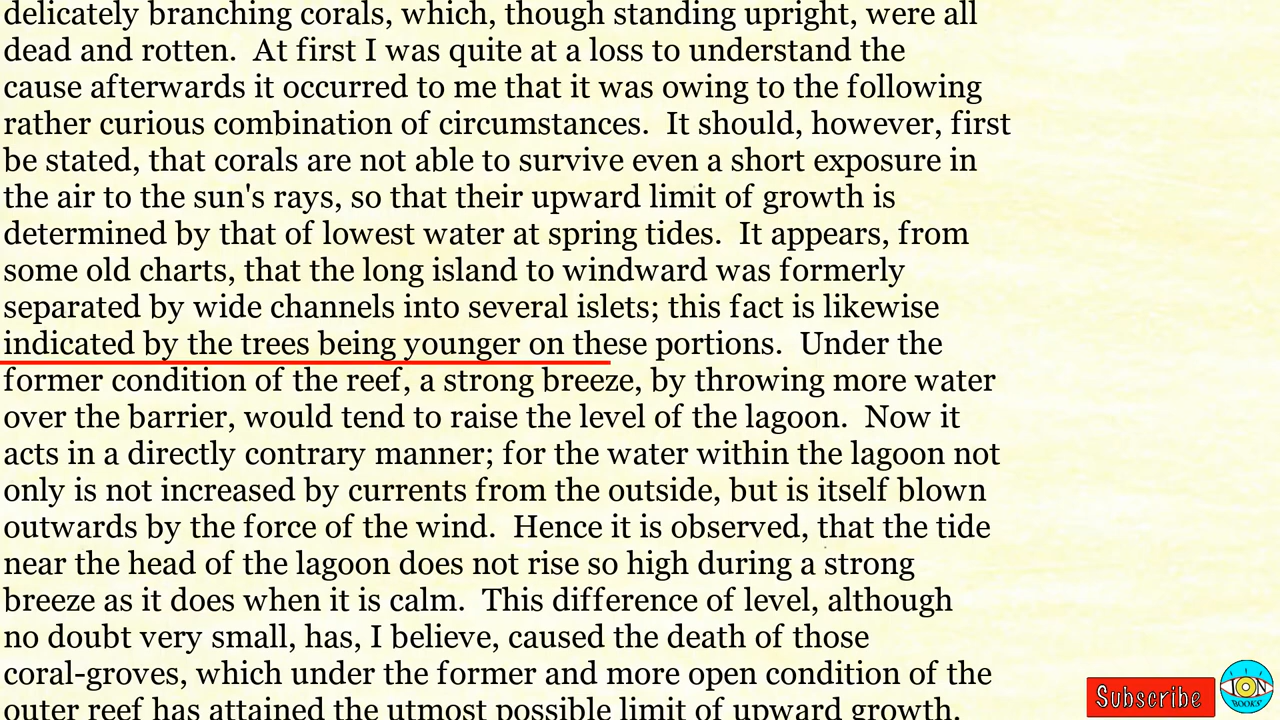 delicately branching corals, which, though standing upright, were all
dead and rotten.  At first I was quite at a loss to understand the
cause afterwards it occurred to me that it was owing to the following
rather curious combination of circumstances.  It should, however, first
be stated, that corals are not able to survive even a short exposure in
the air to the sun's rays, so that their upward limit of growth is
determined by that of lowest water at spring tides.  It appears, from
some old charts, that the long island to windward was formerly
separated by wide channels into several islets; this fact is likewise
indicated by the trees being younger on these portions.  Under the
former condition of the reef, a strong breeze, by throwing more water
over the barrier, would tend to raise the level of the lagoon.  Now it
acts in a directly contrary manner; for the water within the lagoon not
only is not increased by currents from the outside, but is itself blown
outwards by the force of the wind.  Hence it is observed, that the tide
near the head of the lagoon does not rise so high during a strong
breeze as it does when it is calm.  This difference of level, although
no doubt very small, has, I believe, caused the death of those
coral-groves, which under the former and more open condition of the
outer reef has attained the utmost possible limit of upward growth.
Subscribe
ION
BOOKS